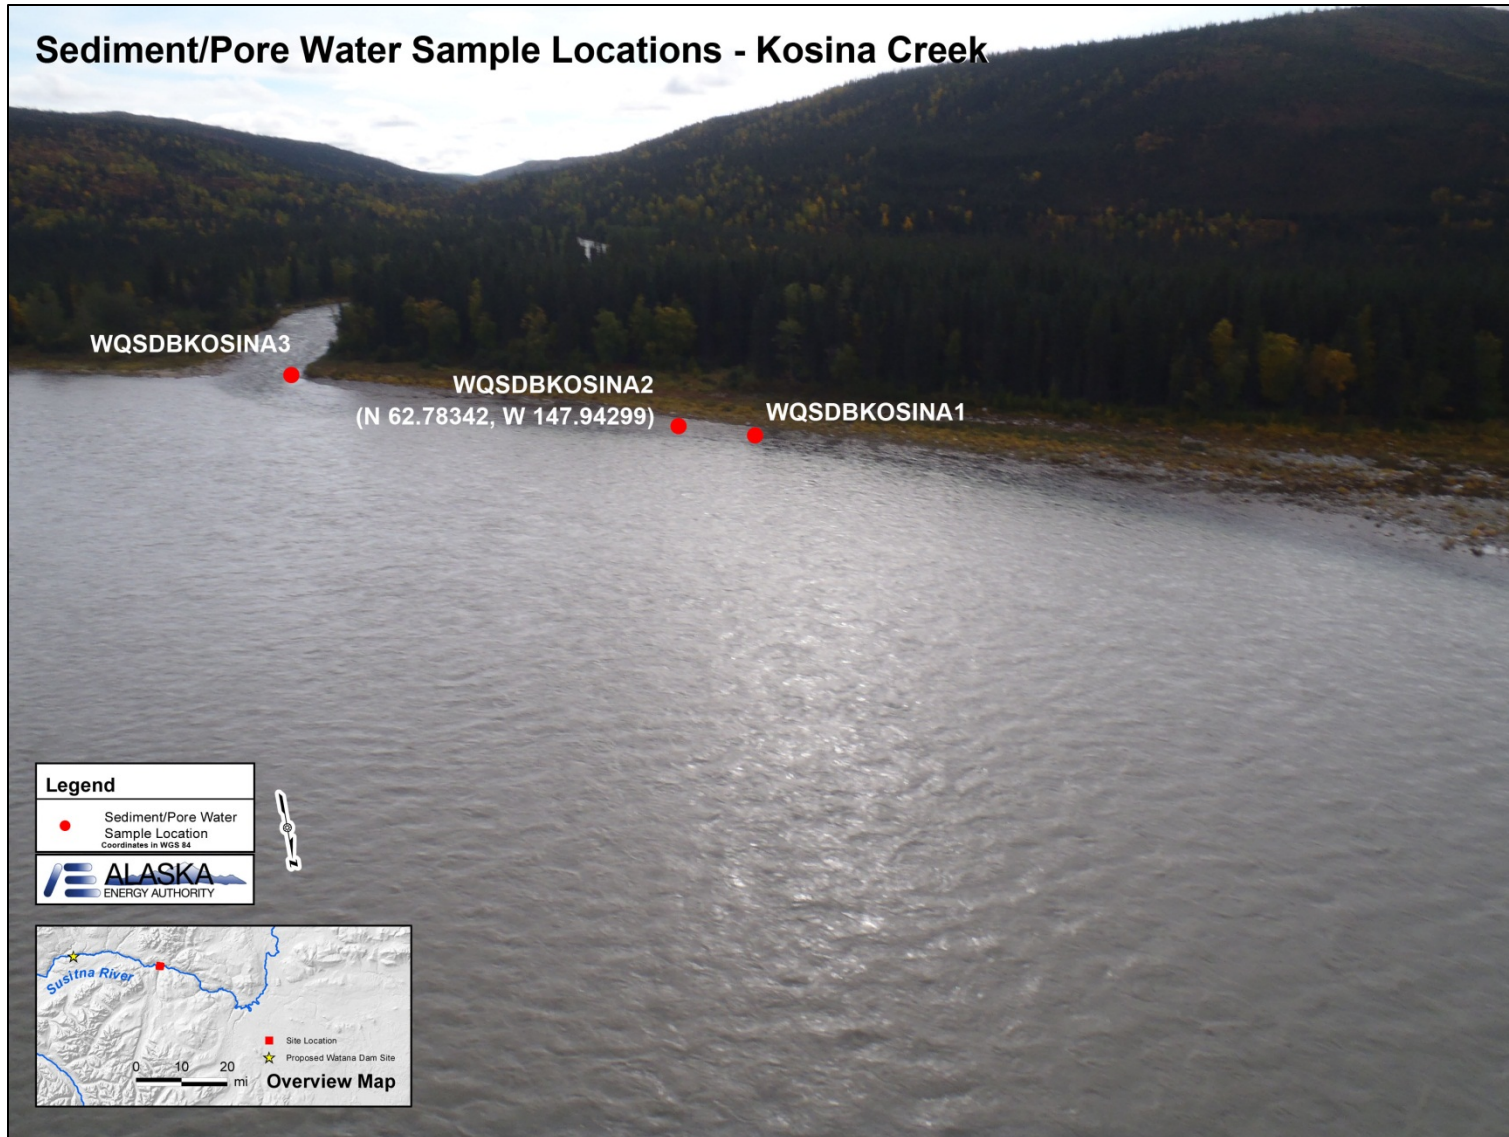 Sediment/Pore Water Sample Locations - Kosina Creek
WQSDBKOSINA3
WQSDBKOSINA2
(N 62.78342, W 147.94299)
WQSDBKOSINA1
Legend
Sediment/Pore Water
Sample Location
Coordinates in WGS 84
N
ALASKA
ENERGY AUTHORITY
Susitna River
Site Location
Proposed Watana Dam Site
0 10 20
mi
Overview Map